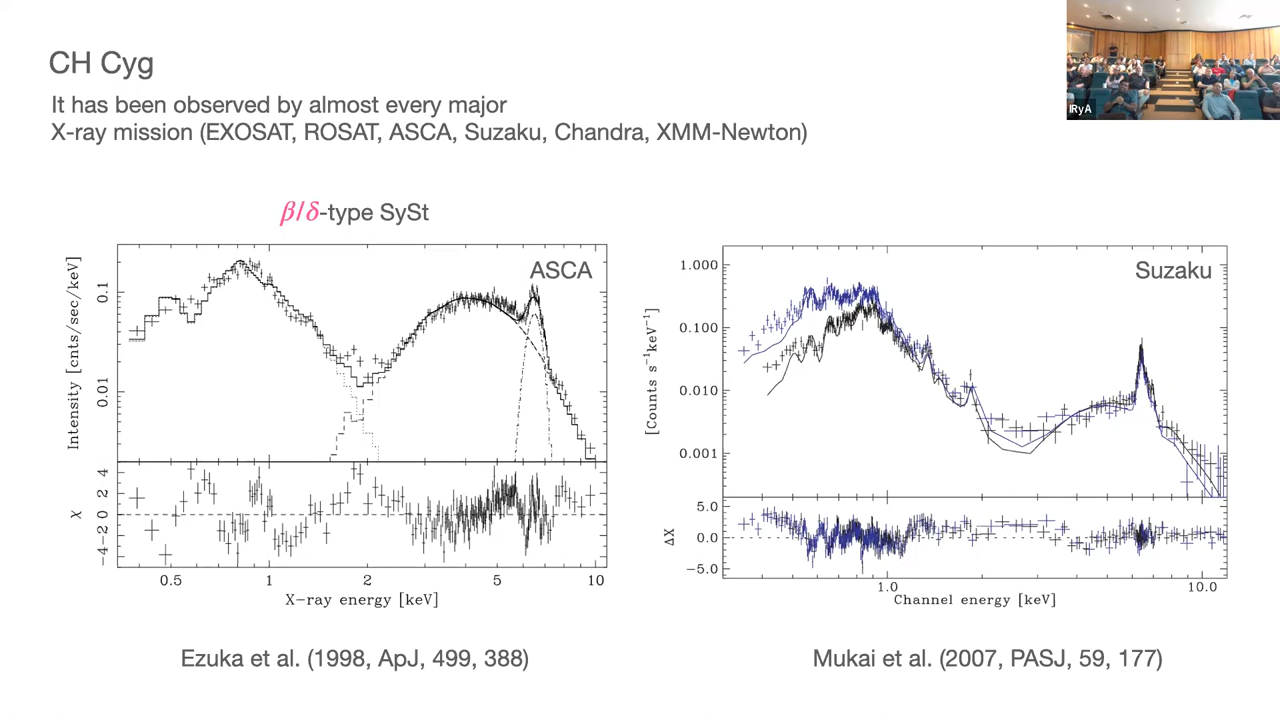 CH Cyg
It has been observed by almost every major
X-ray mission (EXOSAT, ROSAT, ASCA, Suzaku, Chandra, XMM-Newton)
IRyA
β/δ-type SySt
ASCA
Intensity [cnts/sec/keV]
0.1
0.01
χ
4
2
0
-2
-4
0.5 1 2 5 10
X-ray energy [keV]
Ezuka et al. (1998, ApJ, 499, 388)
Suzaku
[Counts s⁻¹keV⁻¹]
1.000
0.100
0.010
0.001
ΔX
5.0
0.0
-5.0
1.0 10.0
Channel energy [keV]
Mukai et al. (2007, PASJ, 59, 177)